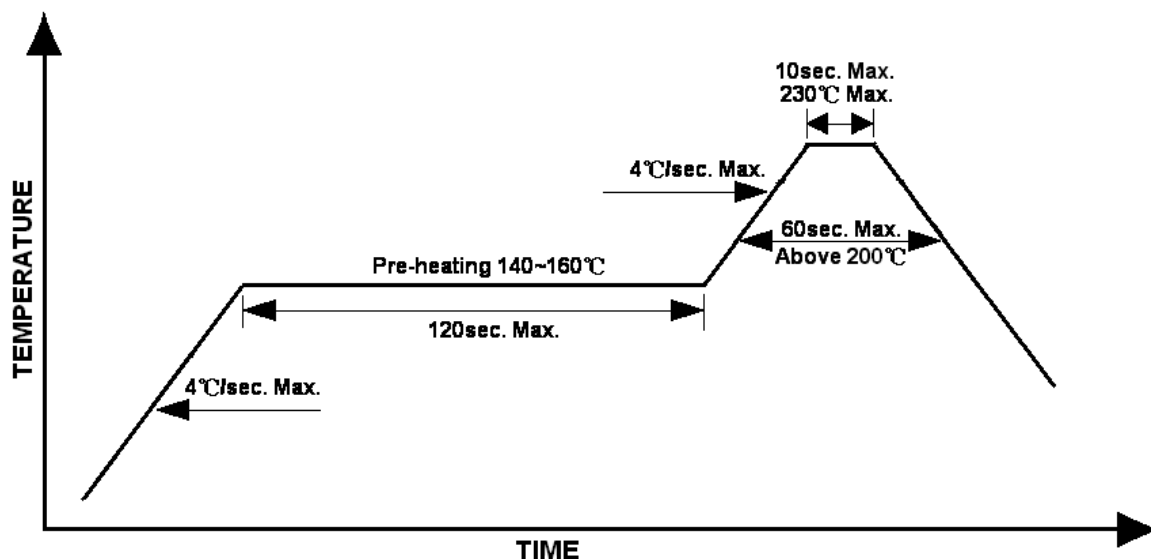 10sec. Max.
230℃ Max.
4℃/sec. Max.
60sec. Max.
Above 200℃
Pre-heating 140~160℃
120sec. Max.
4℃/sec. Max.
TEMPERATURE
TIME